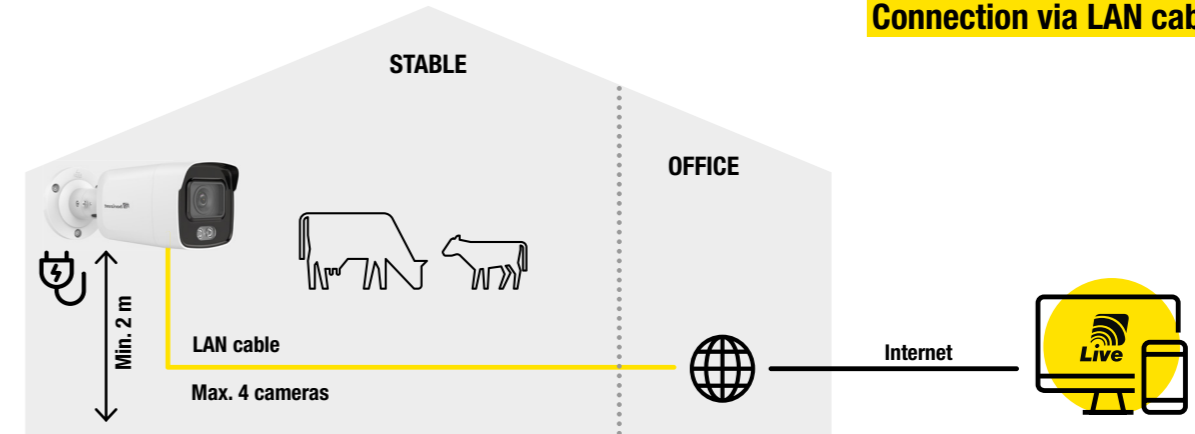 Connection via LAN cab
STABLE
OFFICE
Min. 2 m
LAN cable
Max. 4 cameras
Internet
Live